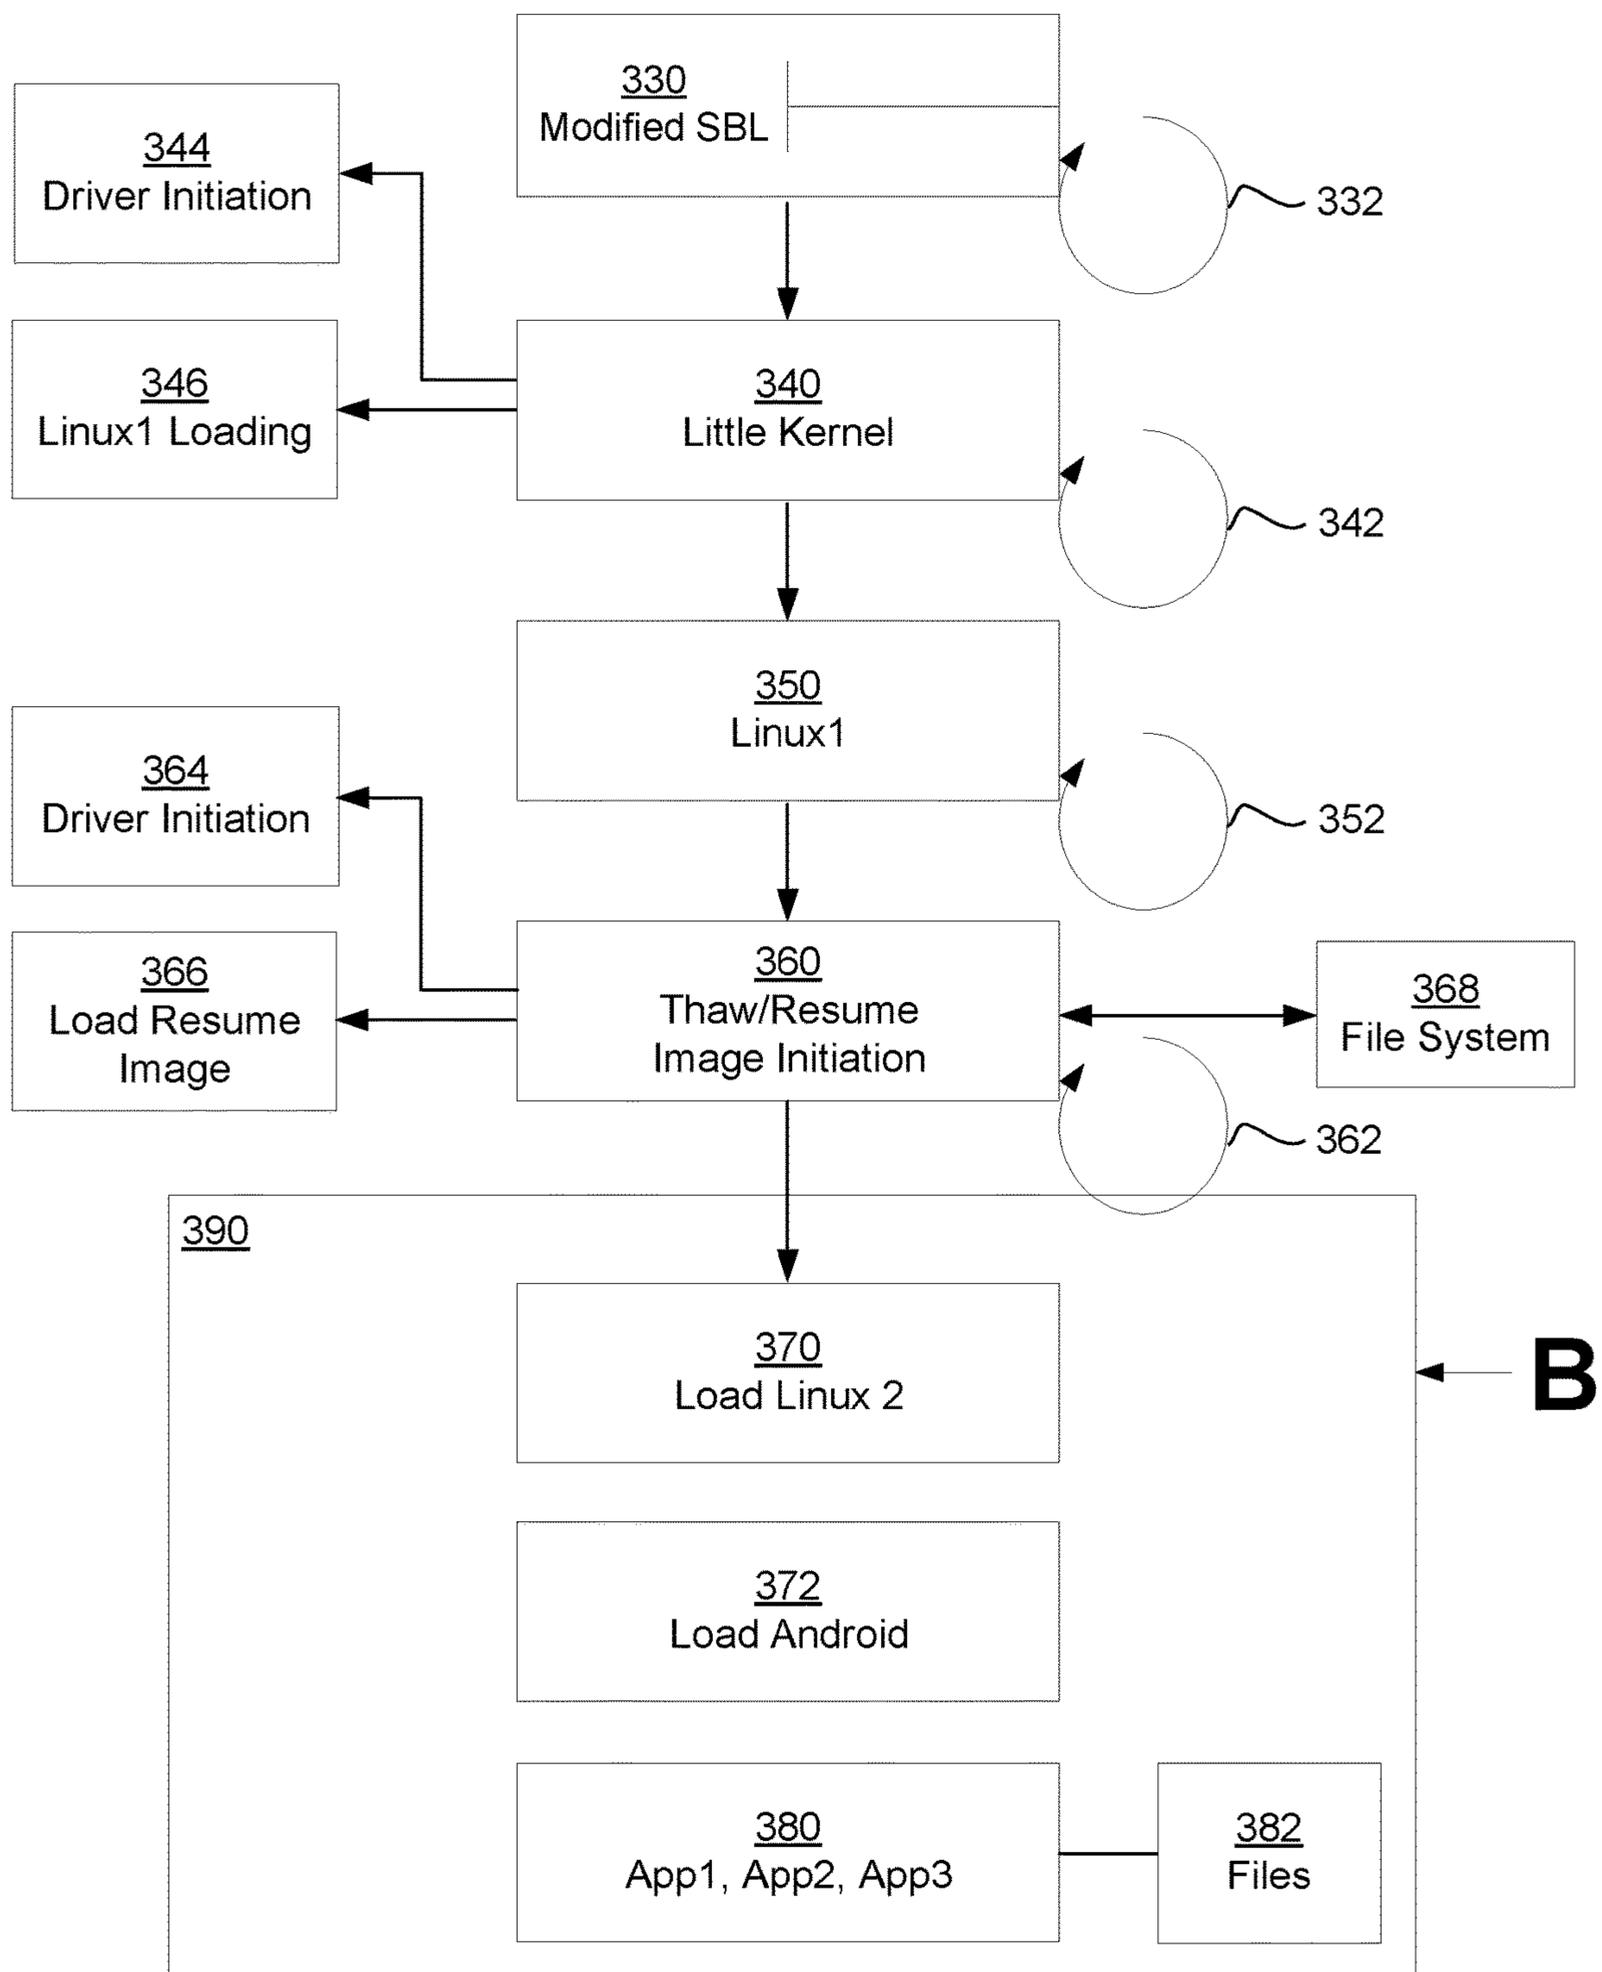 330
Modified SBL
332
344
Driver Initiation
346
Linux1 Loading
340
Little Kernel
342
350
Linux1
352
364
Driver Initiation
366
Load Resume
Image
360
Thaw/Resume
Image Initiation
368
File System
362
390
370
Load Linux 2
B
372
Load Android
380
App1, App2, App3
382
Files